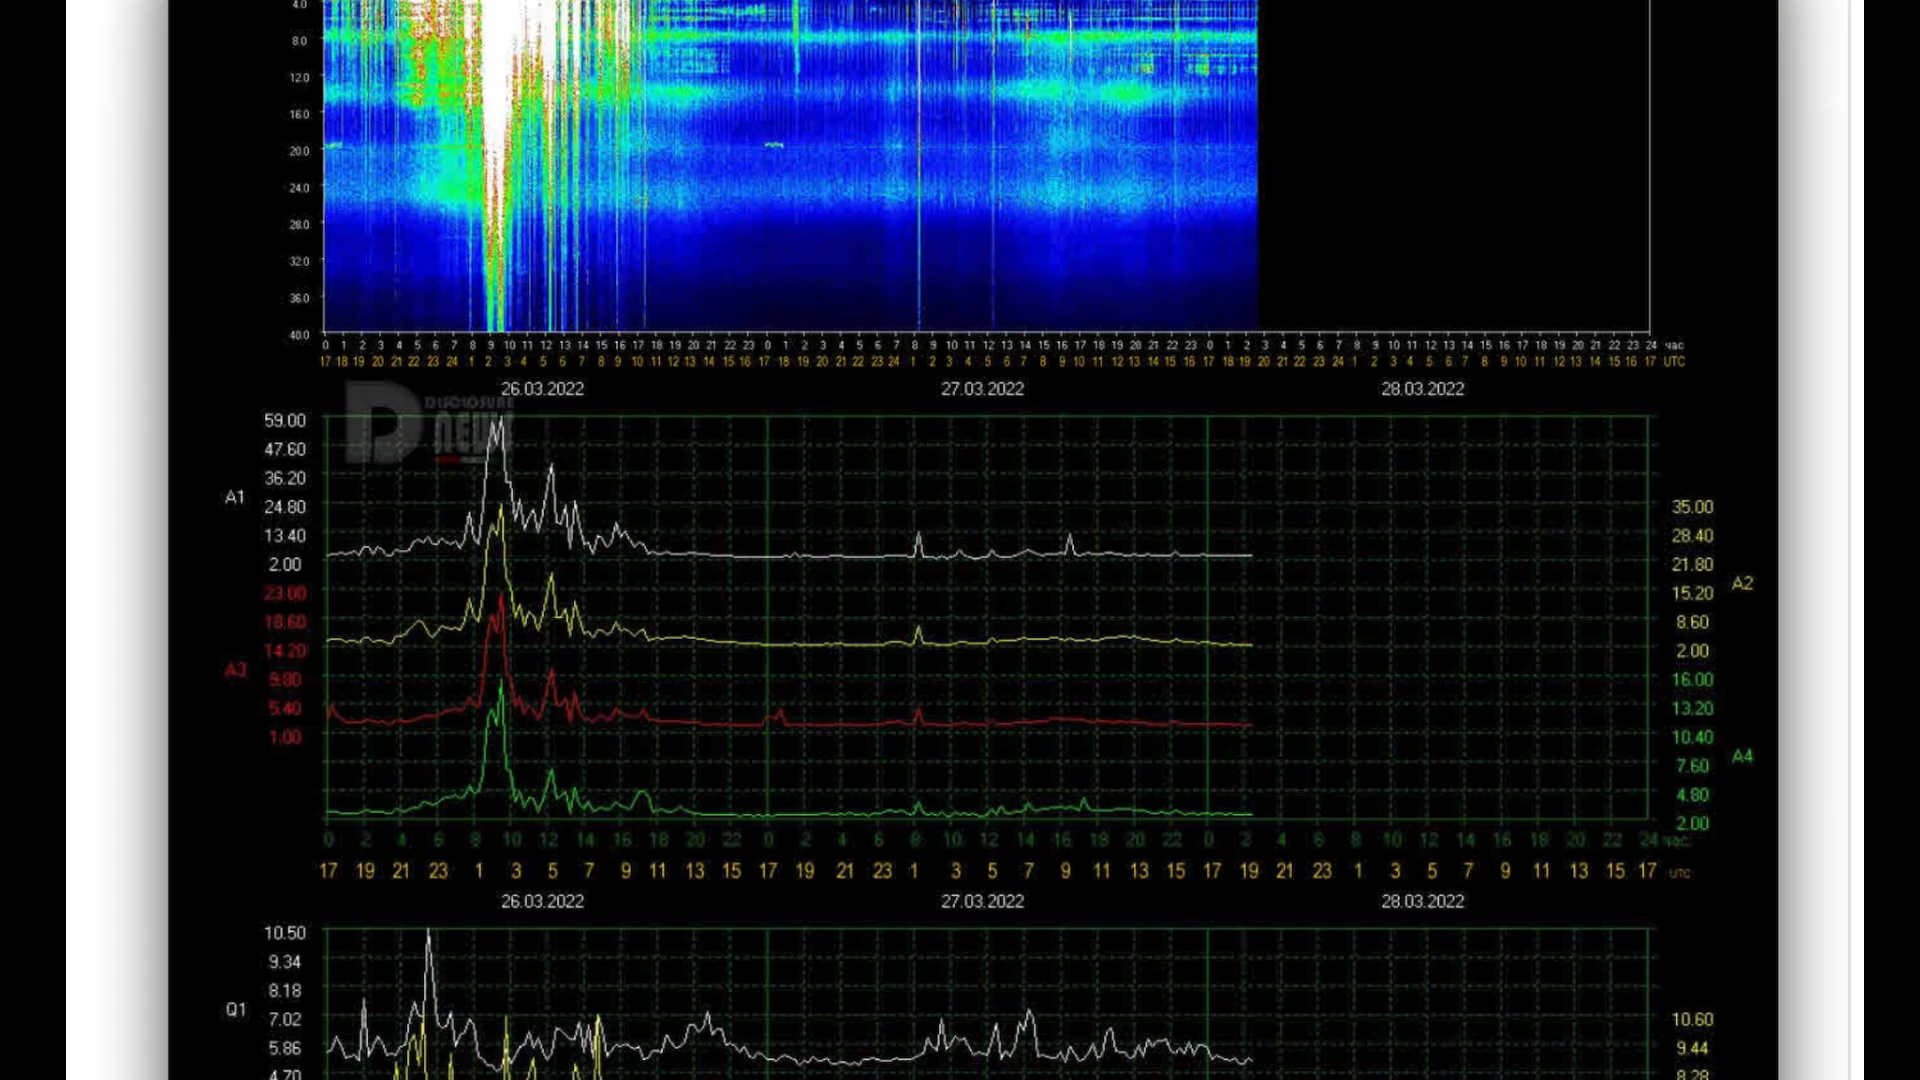 4.0
8.0
12.0
16.0
20.0
24.0
28.0
32.0
36.0
40.0
0 1 2 3 4 5 6 7 8 9 10 11 12 13 14 15 16 17 18 19 20 21 22 23 0 1 2 3 4 5 6 7 8 9 10 11 12 13 14 15 16 17 18 19 20 21 22 23 0 1 2 3 4 5 6 7 8 9 10 11 12 13 14 15 16 17 18 19 20 21 22 23 24 час
17 18 19 20 21 22 23 24 1 2 3 4 5 6 7 8 9 10 11 12 13 14 15 16 17 18 19 20 21 22 23 24 1 2 3 4 5 6 7 8 9 10 11 12 13 14 15 16 17 18 19 20 21 22 23 24 1 2 3 4 5 6 7 8 9 10 11 12 13 14 15 16 17 UTC
26.03.2022 27.03.2022 28.03.2022
D DISCLOSURE
NEWS
59.00
47.60
36.20
A1
24.80 35.00
13.40 28.40
2.00 21.80
A2
23.00 15.20
18.60 8.60
14.20 2.00
A3
9.80 16.00
5.40 13.20
1.00 10.40
A4
7.60
4.80
2.00
0 2 4 6 8 10 12 14 16 18 20 22 0 2 4 6 8 10 12 14 16 18 20 22 0 2 4 6 8 10 12 14 16 18 20 22 24 час.
17 19 21 23 1 3 5 7 9 11 13 15 17 19 21 23 1 3 5 7 9 11 13 15 17 19 21 23 1 3 5 7 9 11 13 15 17 UTC
26.03.2022 27.03.2022 28.03.2022
10.50
9.34
8.18
Q1
7.02 10.60
5.86 9.44
4.70 8.28